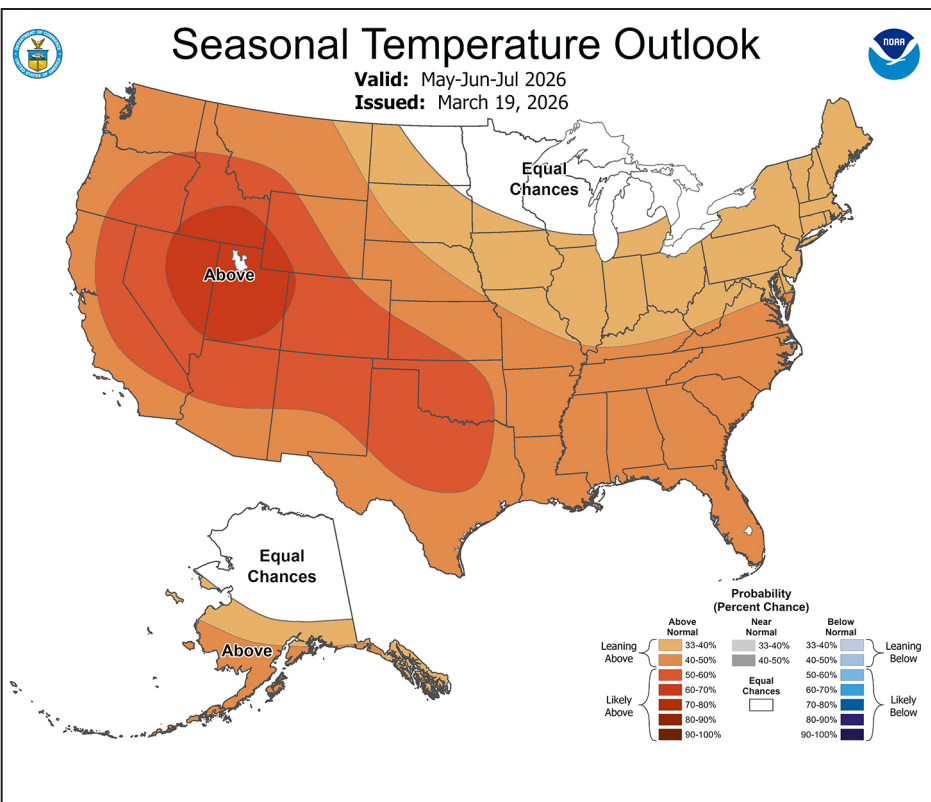 Seasonal Temperature Outlook
Valid: May-Jun-Jul 2026
Issued: March 19, 2026
NOAA
Equal
Chances
Above
Equal
Chances
Above
Probability
(Percent Chance)
Above
Normal
Near
Normal
Below
Normal
Leaning
Above
33-40%
40-50%
Likely
Above
50-60%
60-70%
70-80%
80-90%
90-100%
33-40%
40-50%
Equal
Chances
33-40%
40-50%
Leaning
Below
50-60%
60-70%
70-80%
80-90%
90-100%
Likely
Below